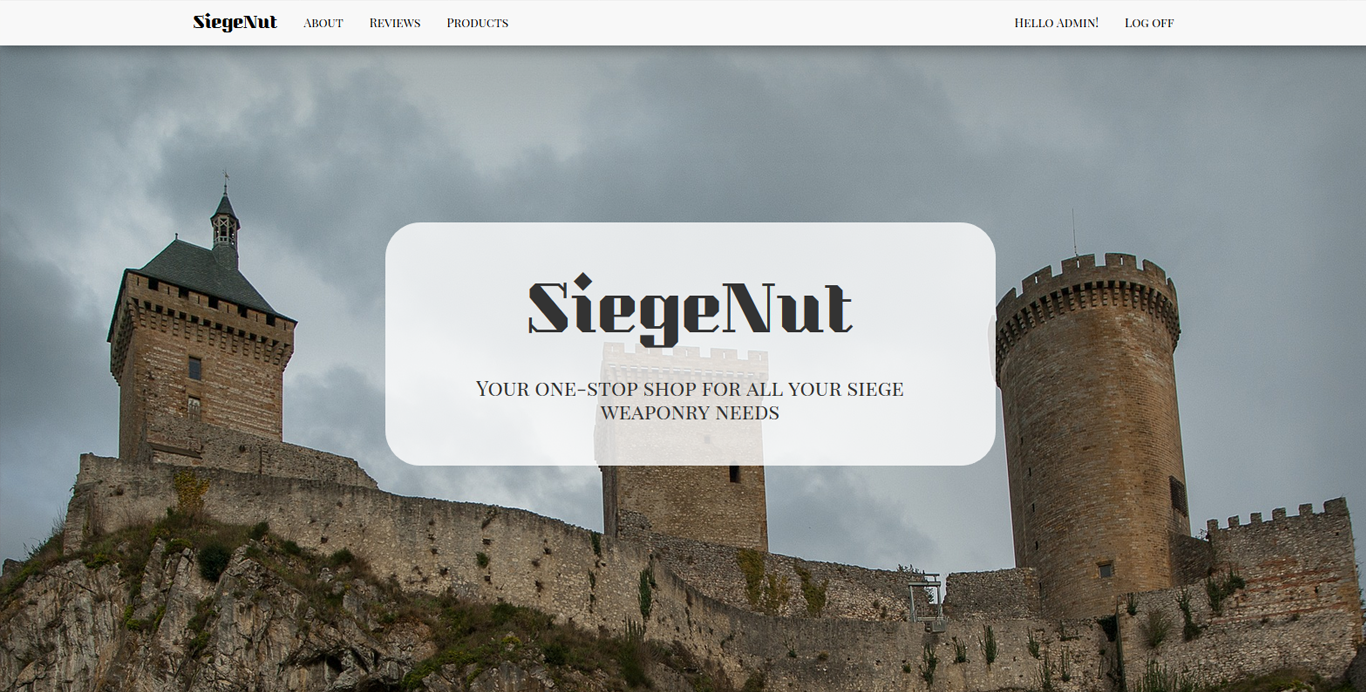 SiegeNut About Reviews Products Hello Admin! Log off
SiegeNut
Your one-stop shop for all your siege
weaponry needs